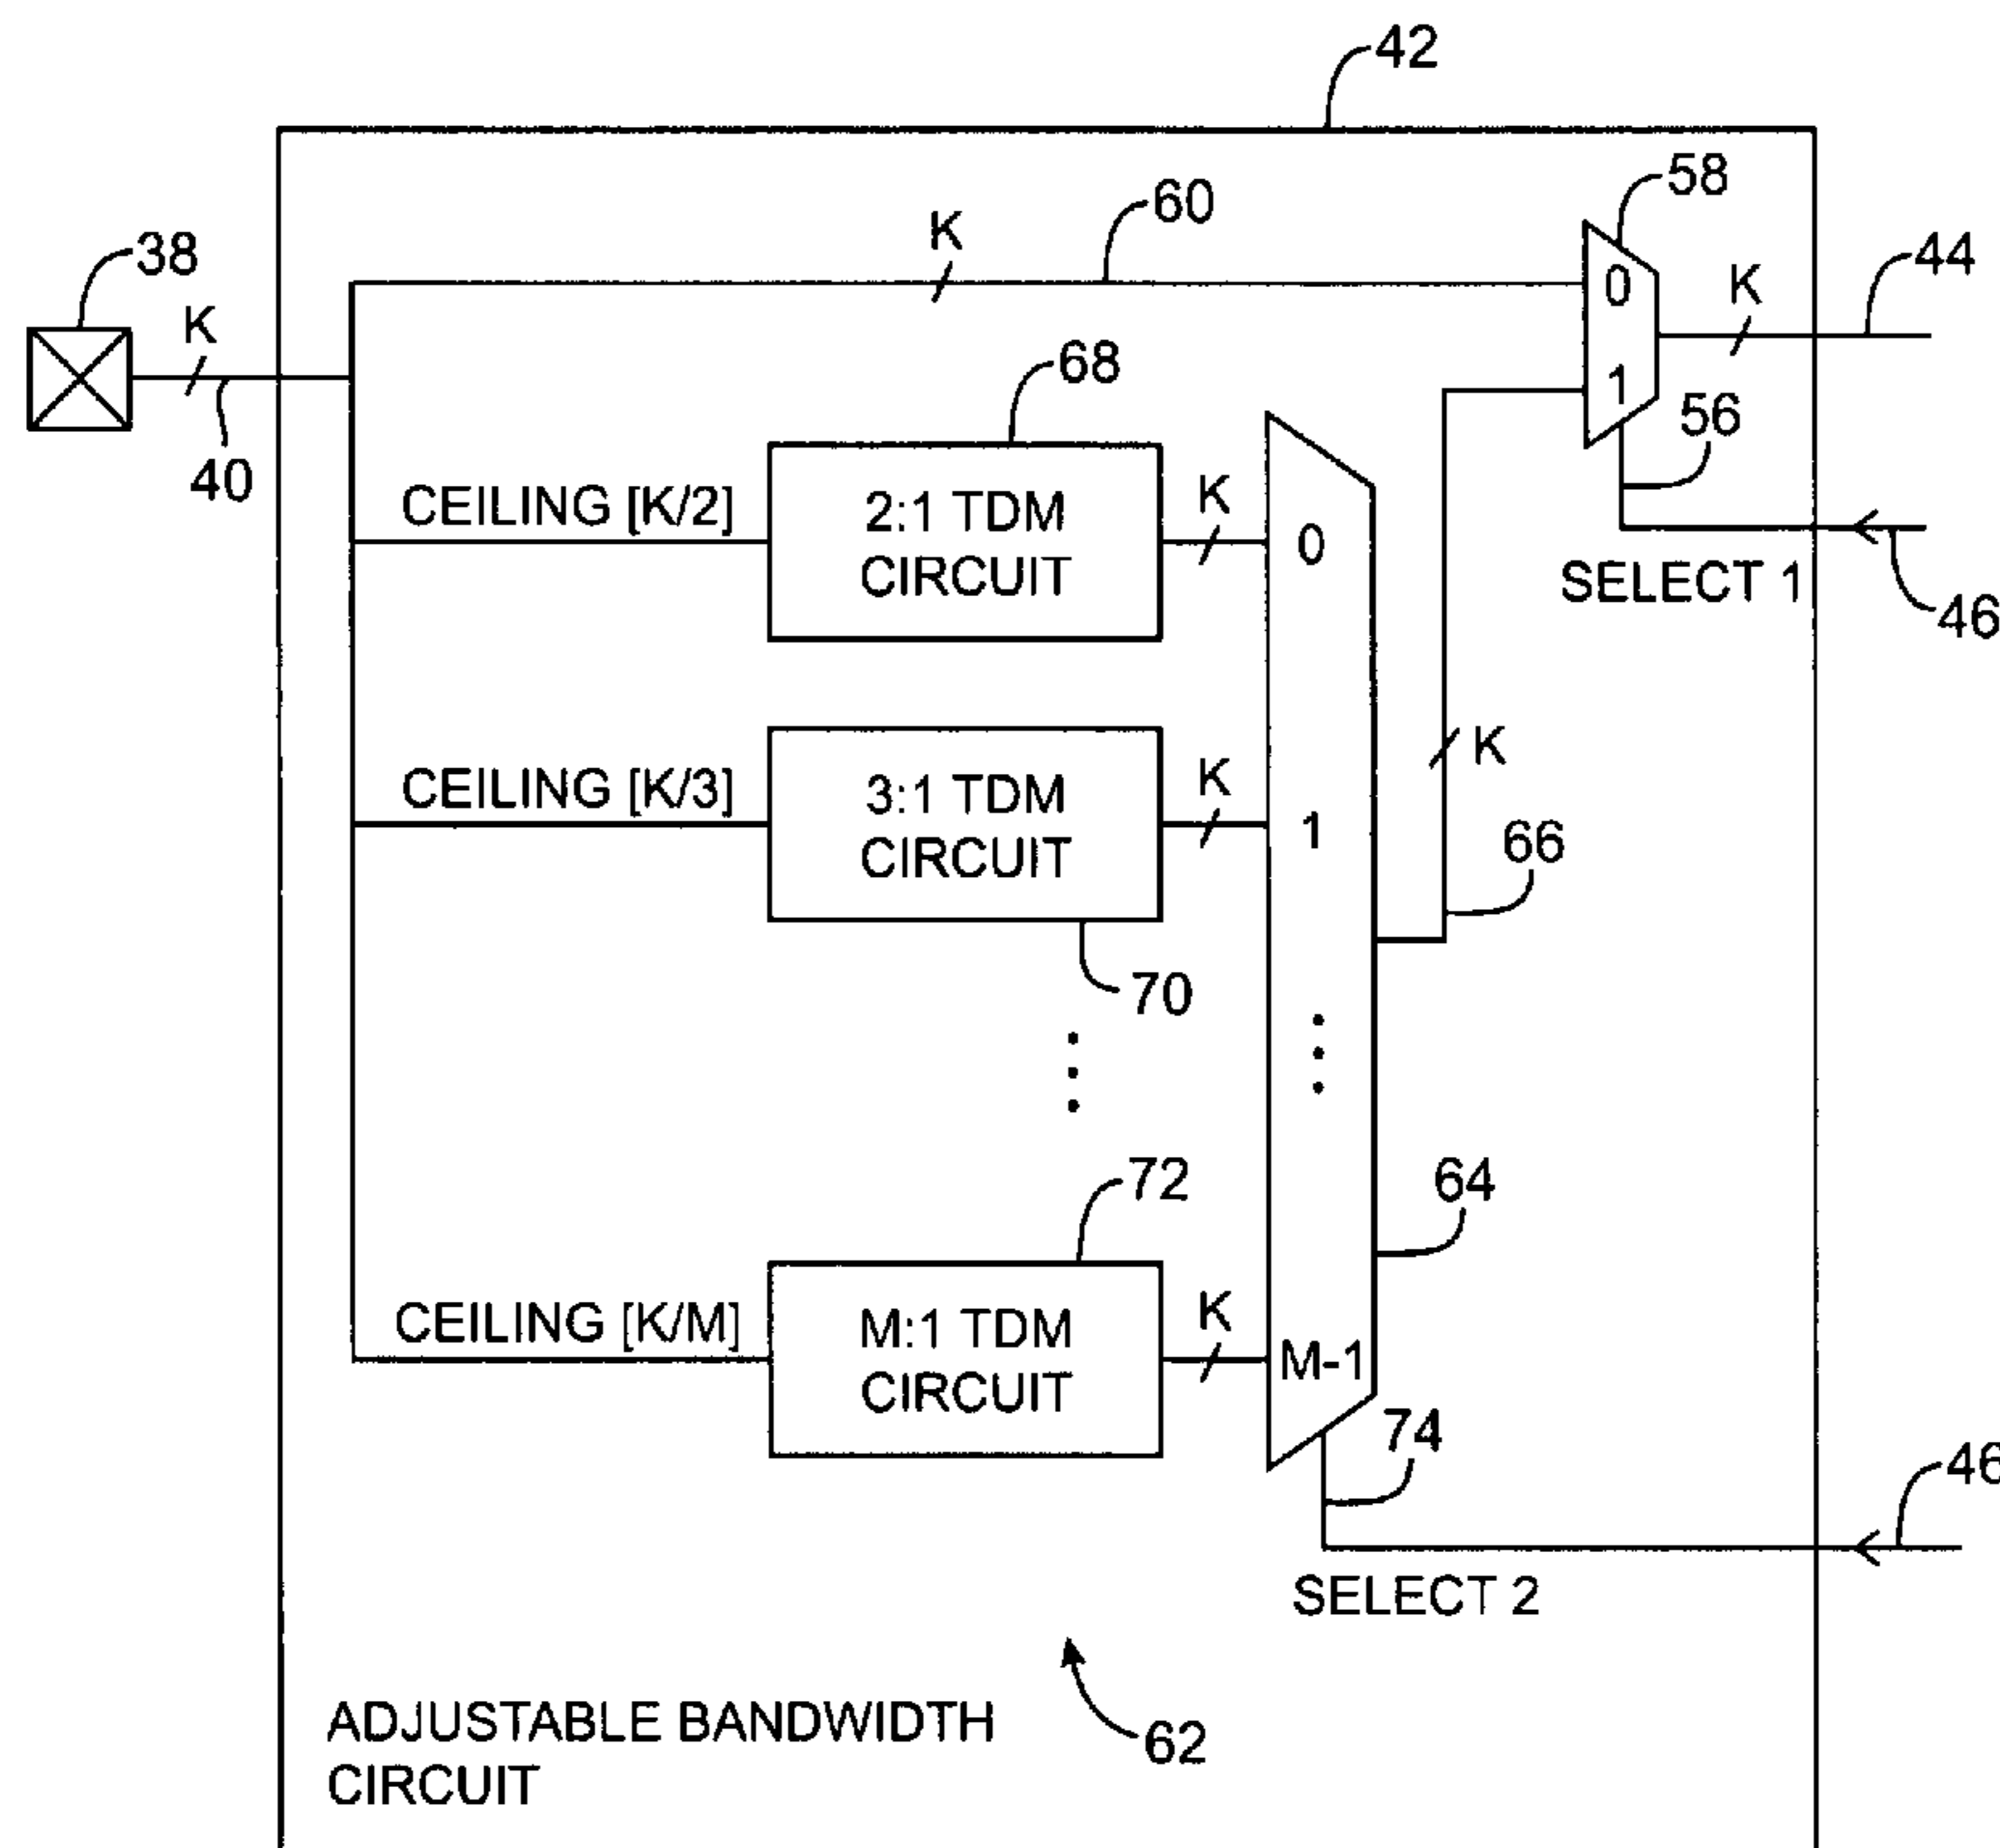 42
58
60
K
38
44
K
0
K
68
1
56
40
CEILING [K/2]
2:1 TDM
CIRCUIT
K
0
SELECT 1
46
CEILING [K/3]
3:1 TDM
CIRCUIT
K
1
K
66
70
72
64
CEILING [K/M]
M:1 TDM
CIRCUIT
K
M-1
74
46
SELECT 2
ADJUSTABLE BANDWIDTH
CIRCUIT
62